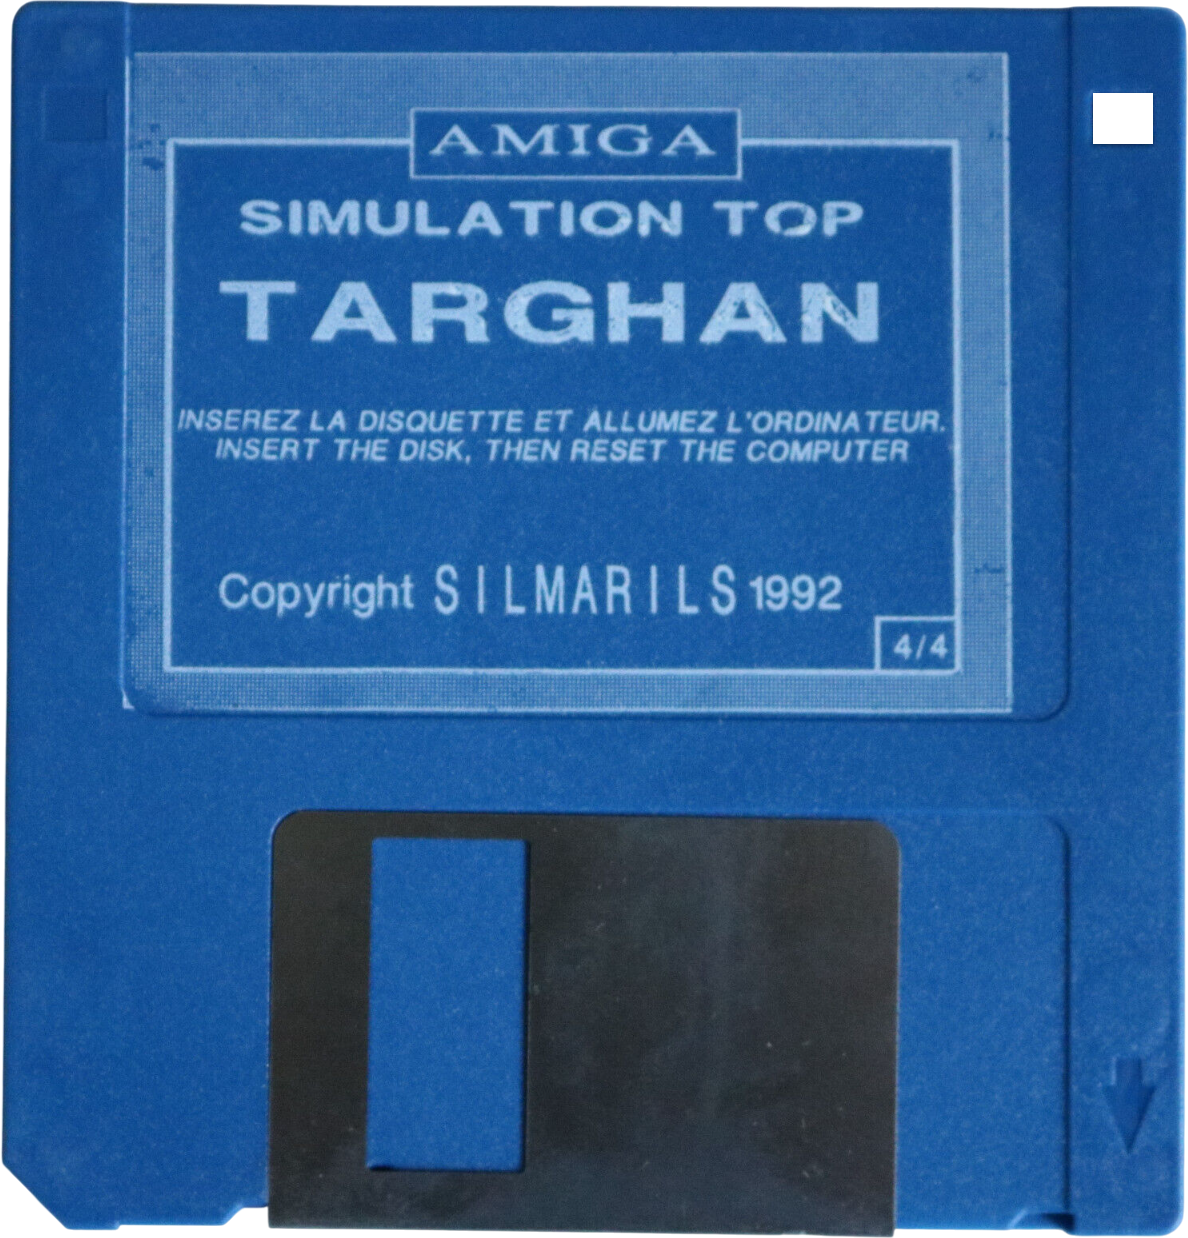 AMIGA
SIMULATION TOP
TARGHAN
INSEREZ LA DISQUETTE ET ALLUMEZ L'ORDINATEUR.
INSERT THE DISK, THEN RESET THE COMPUTER
Copyright SILMARILS 1992
4/4